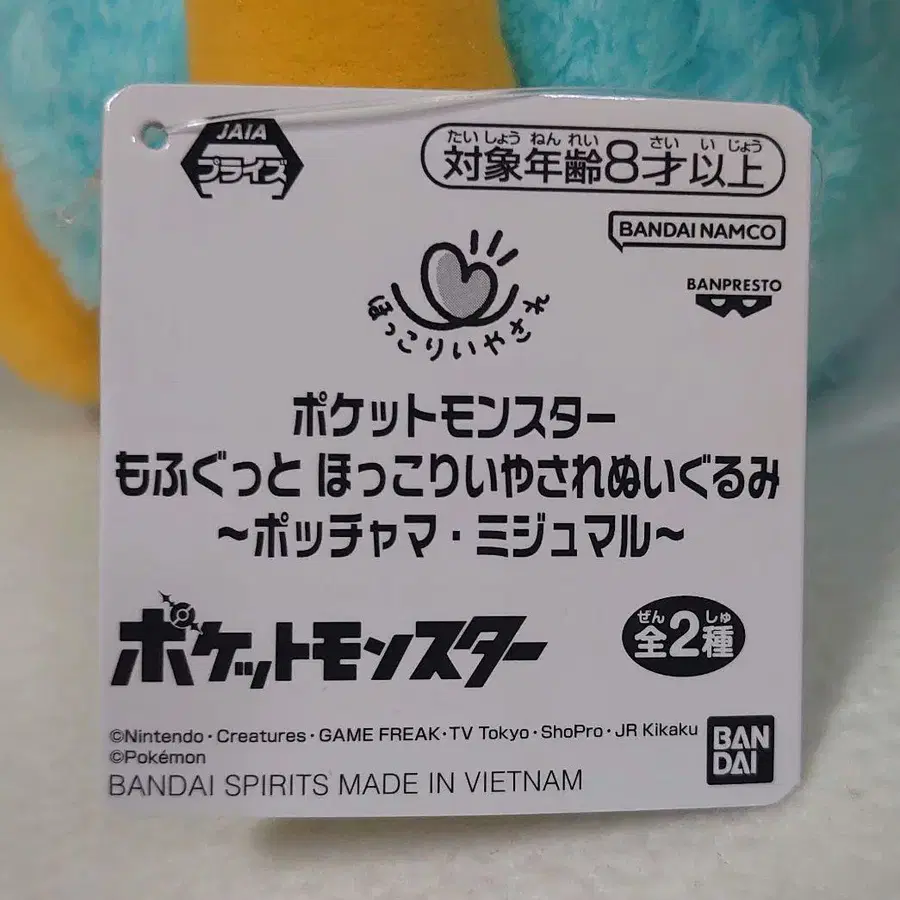 JAIA
プライズ
たいしょうねんれい さいいじょう
対象年齢8才以上
BANDAI NAMCO
BANPRESTO
ほっこりいやされ
ポケットモンスター
もふぐっと ほっこりいやされぬいぐるみ
～ポッチャマ・ミジュマル～
ポケットモンスター
ぜん しゅ
全2種
©Nintendo・Creatures・GAME FREAK・TV Tokyo・ShoPro・JR Kikaku
©Pokémon
BANDAI SPIRITS MADE IN VIETNAM
BAN
DAI